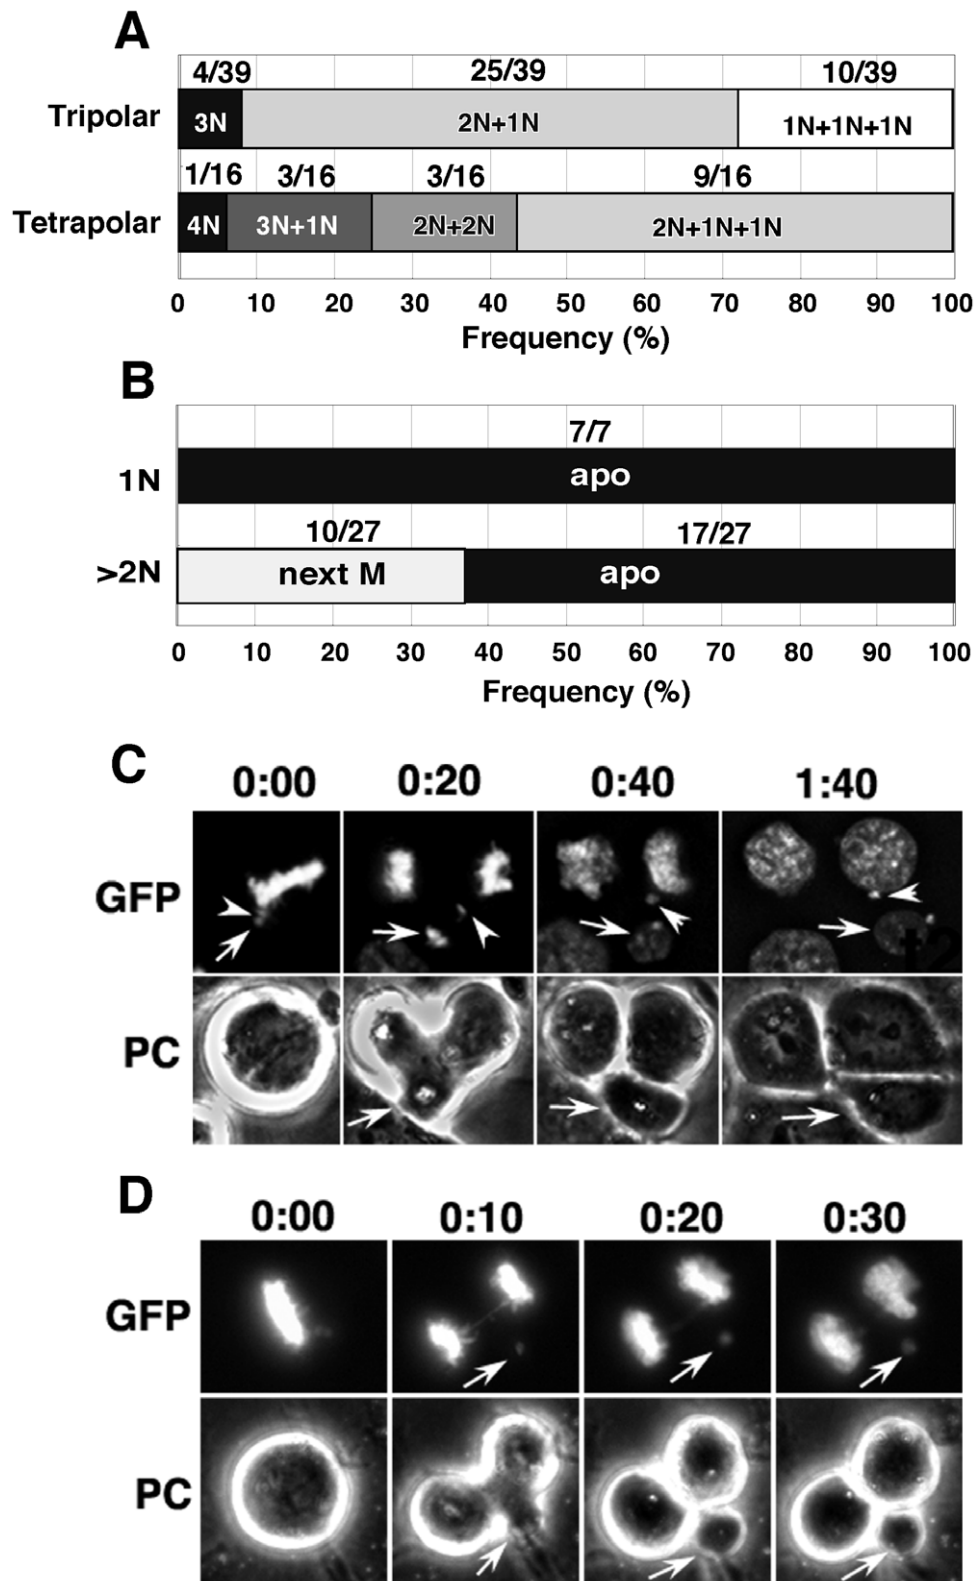 A
4/39 25/39 10/39
Tripolar 3N 2N+1N 1N+1N+1N
1/16 3/16 3/16 9/16
Tetrapolar 4N 3N+1N 2N+2N 2N+1N+1N
0 10 20 30 40 50 60 70 80 90 100
Frequency (%)
B
7/7
1N apo
10/27 17/27
>2N next M apo
0 10 20 30 40 50 60 70 80 90 100
Frequency (%)
C
0:00 0:20 0:40 1:40
GFP
PC
D
0:00 0:10 0:20 0:30
GFP
PC